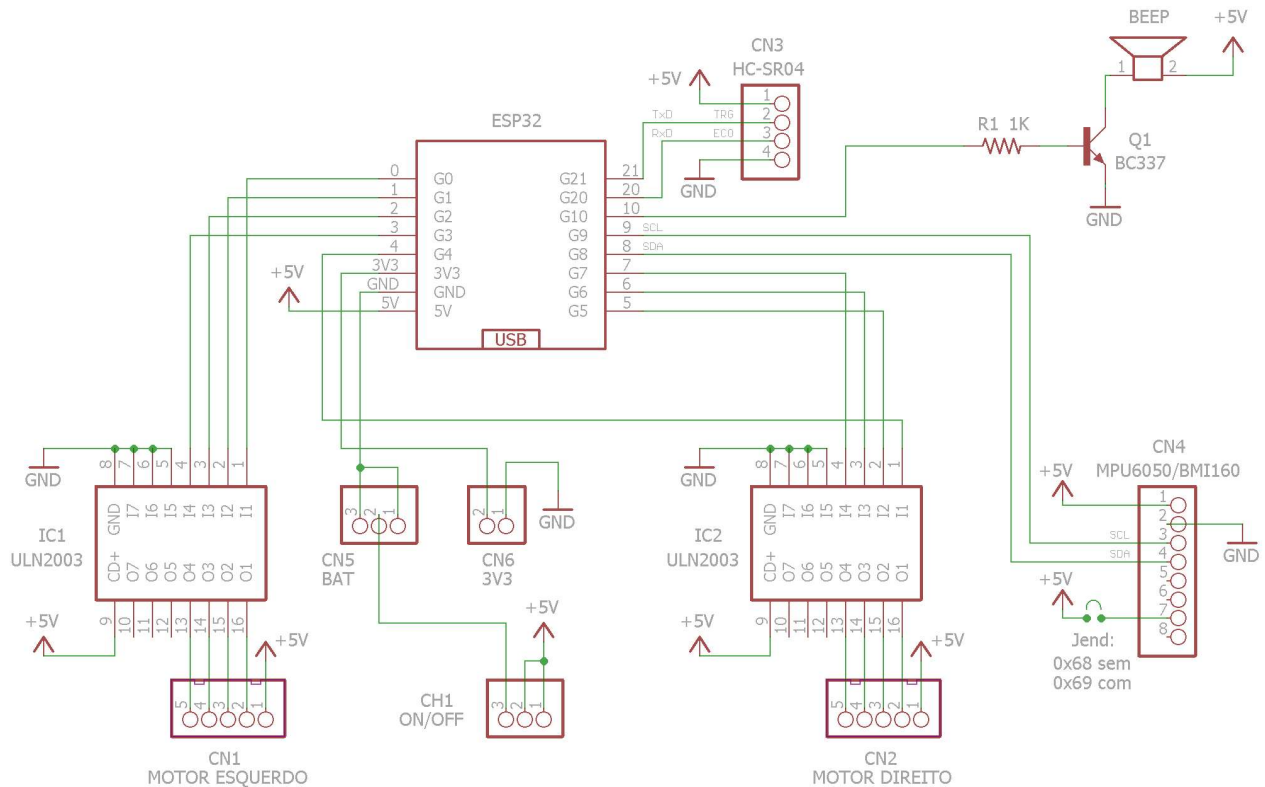 BEEP
+5V
1 2
CN3
HC-SR04
+5V
1
TxD TRG 2
RxD ECO 3
4
GND
R1 1K
Q1
BC337
GND
ESP32
0 G0 G21 21
1 G1 G20 20
2 G2 G10 10
3 G3 G9 9 SCL
4 G4 G8 8 SDA
3V3 3V3 G7 7
GND GND G6 6
5V 5V G5 5
+5V
USB
GND
8 7 6 5 4 3 2 1
GND I7 I6 I5 I4 I3 I2 I1
IC1
ULN2003
CD+ O7 O6 O5 O4 O3 O2 O1
9 10 11 12 13 14 15 16
+5V
+5V
5 4 3 2 1
CN1
MOTOR ESQUERDO
3 2 1
CN5
BAT
2 1
CN6
3V3
GND
+5V
CH1
ON/OFF
3 2 1
GND
8 7 6 5 4 3 2 1
GND I7 I6 I5 I4 I3 I2 I1
IC2
ULN2003
CD+ O7 O6 O5 O4 O3 O2 O1
9 10 11 12 13 14 15 16
+5V
+5V
5 4 3 2 1
CN2
MOTOR DIREITO
CN4
MPU6050/BMI160
+5V
1
2
SCL 3
SDA 4
5
6
7
8
GND
+5V
Jend:
0x68 sem
0x69 com